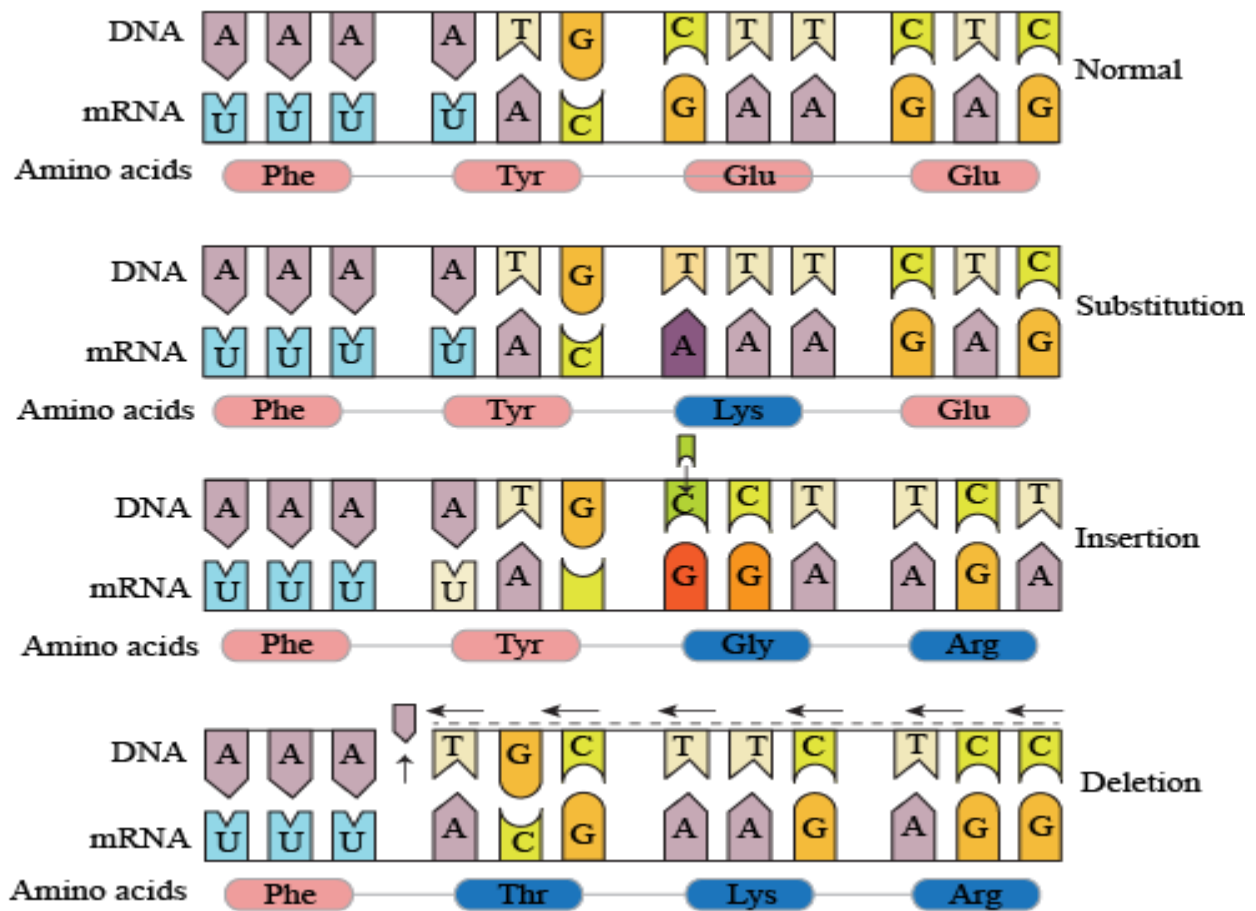 DNA A A A A T G C T T C T C
Normal
mRNA U U U U A C G A A G A G
Amino acids Phe Tyr Glu Glu
DNA A A A A T G T T T C T C
Substitution
mRNA U U U U A C A A A G A G
Amino acids Phe Tyr Lys Glu
DNA A A A A T G C C T T C T
Insertion
mRNA U U U U A G G A A G A
Amino acids Phe Tyr Gly Arg
DNA A A A T G C T T C T C C
Deletion
mRNA U U U A C G A A G A G G
Amino acids Phe Thr Lys Arg